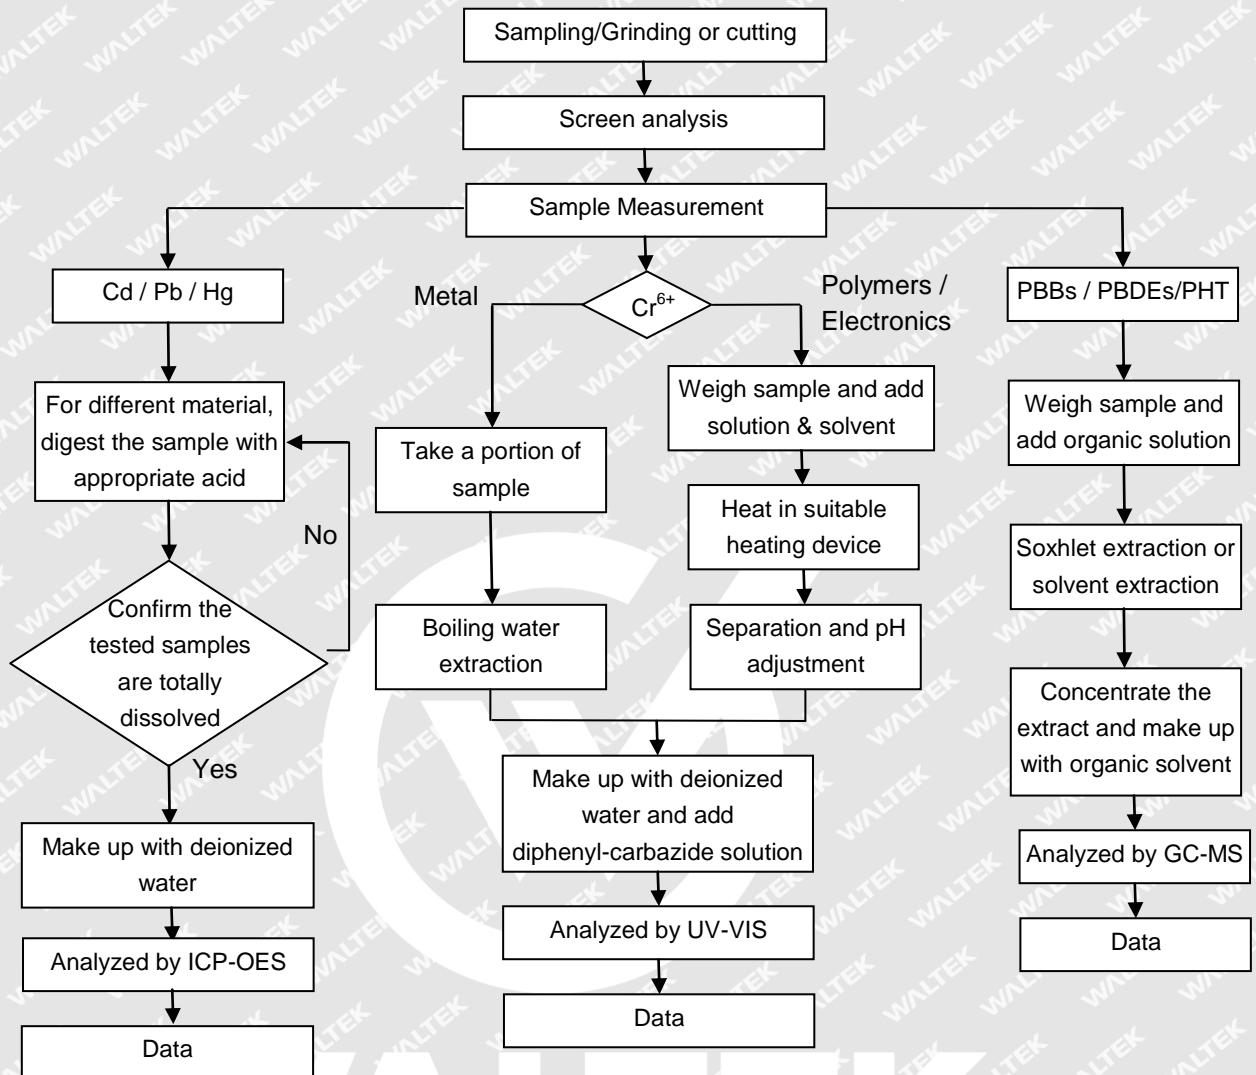 Sampling/Grinding or cutting
Screen analysis
Sample Measurement
Cd / Pb / Hg
For different material,
digest the sample with
appropriate acid
No
Confirm the
tested samples
are totally
dissolved
Yes
Make up with deionized
water
Analyzed by ICP-OES
Data
Metal
Cr⁶⁺
Polymers /
Electronics
Take a portion of
sample
Boiling water
extraction
Weigh sample and add
solution & solvent
Heat in suitable
heating device
Separation and pH
adjustment
Make up with deionized
water and add
diphenyl-carbazide solution
Analyzed by UV-VIS
Data
PBBs / PBDEs/PHT
Weigh sample and
add organic solution
Soxhlet extraction or
solvent extraction
Concentrate the
extract and make up
with organic solvent
Analyzed by GC-MS
Data
WALTEK